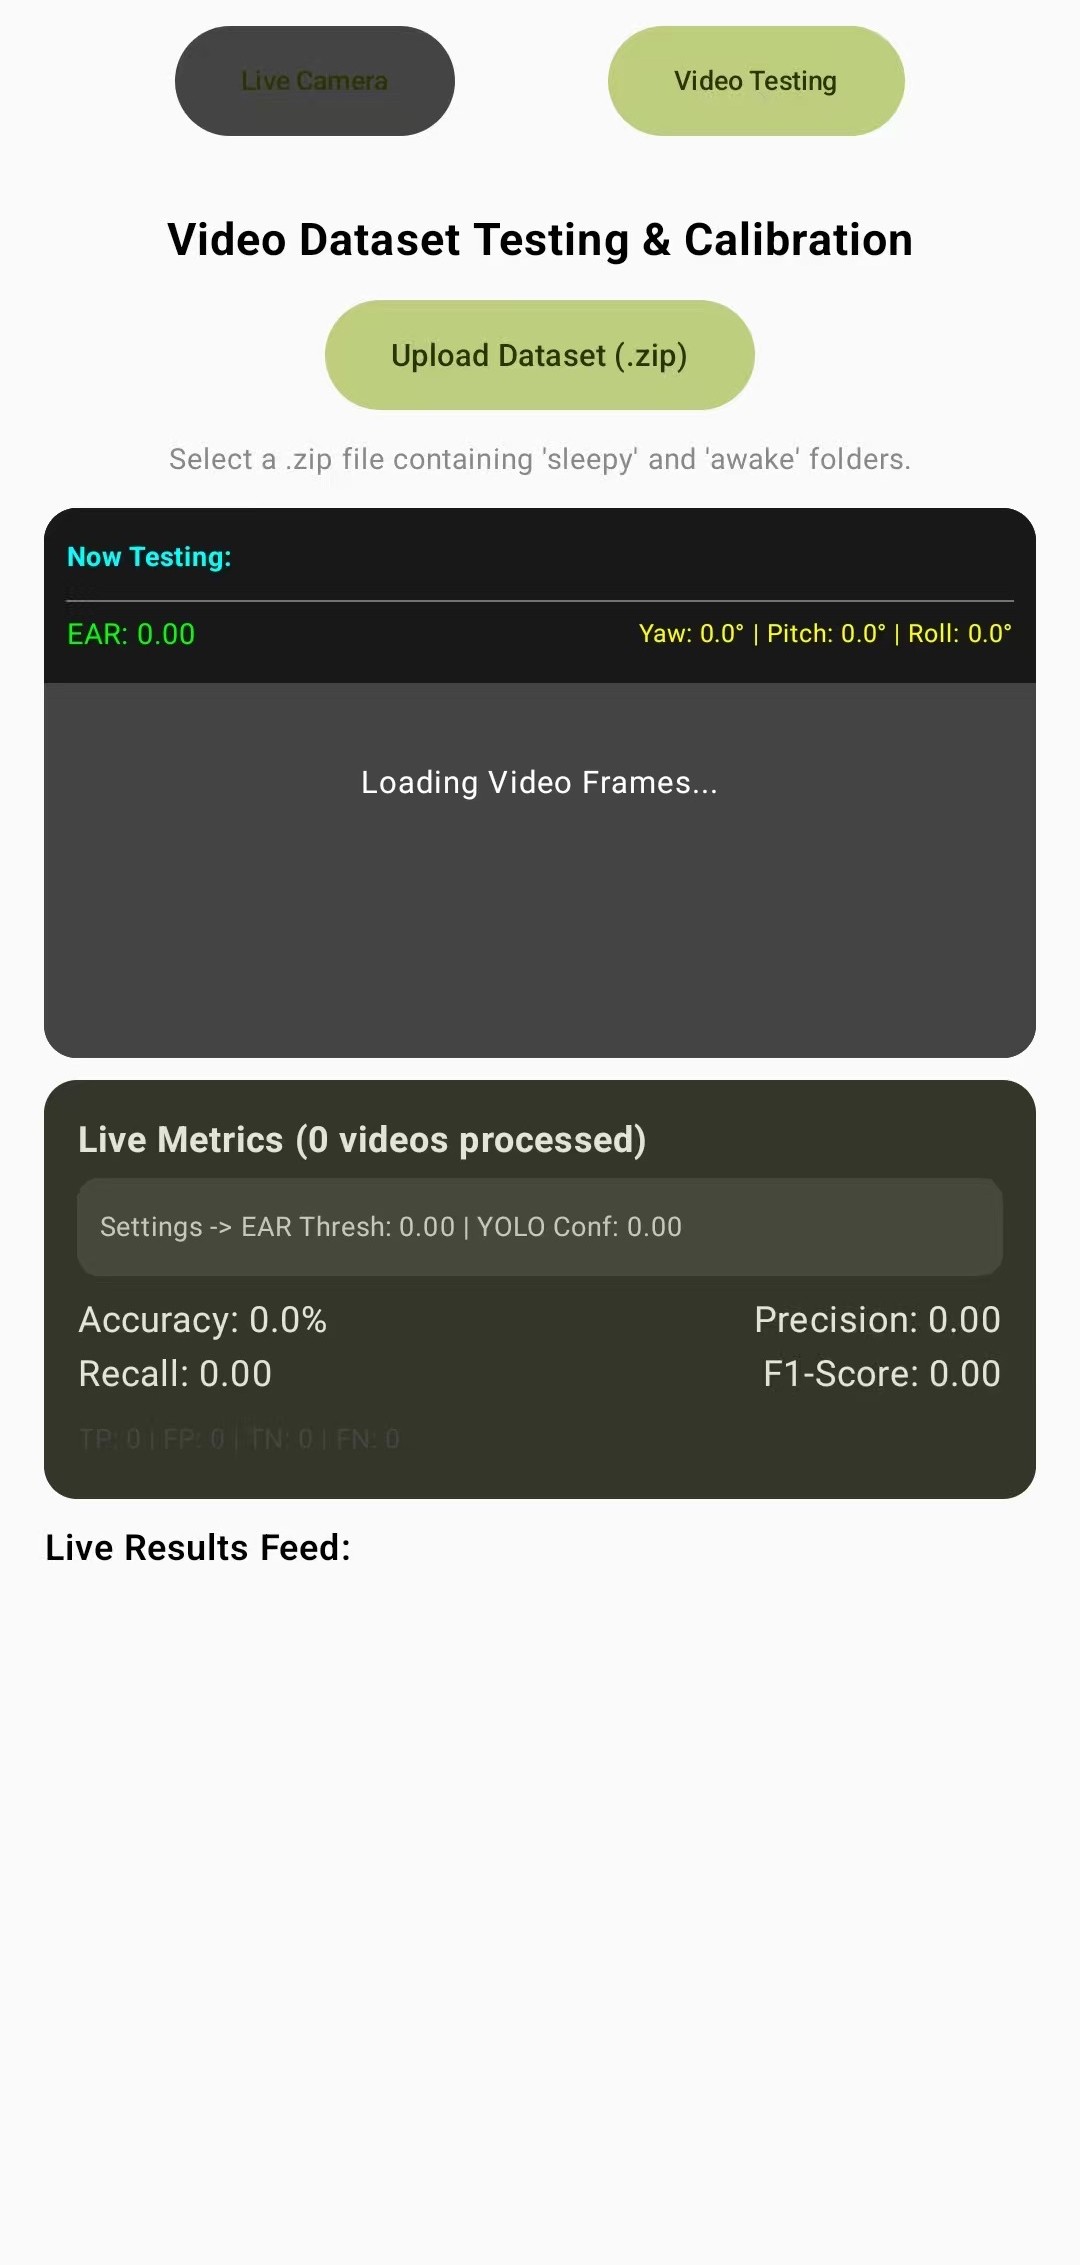 Live Camera
Video Testing
Video Dataset Testing & Calibration
Upload Dataset (.zip)
Select a .zip file containing 'sleepy' and 'awake' folders.
Now Testing:
EAR: 0.00
Yaw: 0.0° | Pitch: 0.0° | Roll: 0.0°
Loading Video Frames...
Live Metrics (0 videos processed)
Settings -> EAR Thresh: 0.00 | YOLO Conf: 0.00
Accuracy: 0.0%
Precision: 0.00
Recall: 0.00
F1-Score: 0.00
TP: 0 | FP: 0 | TN: 0 | FN: 0
Live Results Feed: